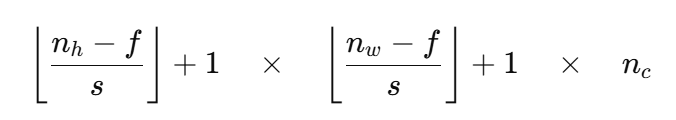 ⌊(n_h − f)/s⌋ + 1 × ⌊(n_w − f)/s⌋ + 1 × n_c